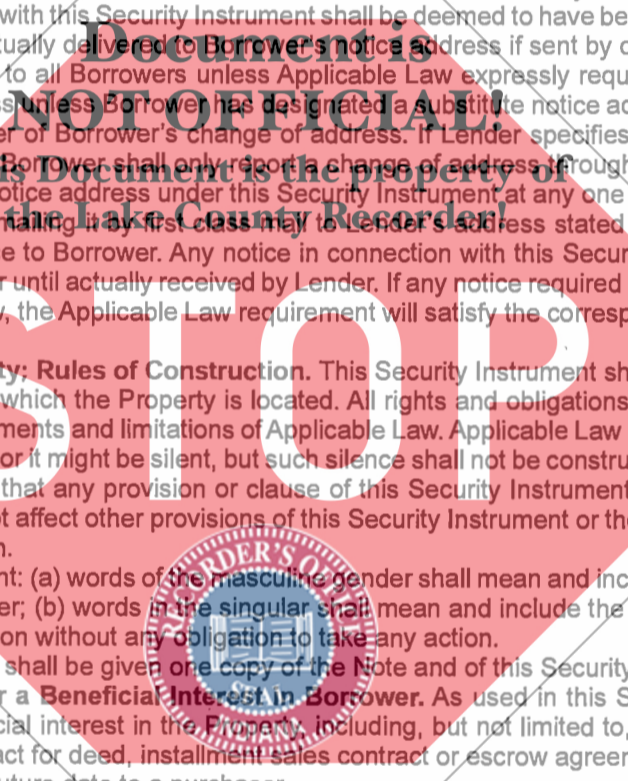 with this Security Instrument shall be deemed to have be
tually delivered to Borrower's notice address if sent by o
Document is
to all Borrowers unless Applicable Law expressly requ
s unless Borrower has designated a substitute notice ad
NOT OFFICIAL!
er of Borrower's change of address. If Lender specifies
Borrower shall only report a change of address through
s Document is the property of
otice address under this Security Instrument at any one
mailing it by first class mail to Lender's address stated
the Lake County Recorder!
e to Borrower. Any notice in connection with this Secur
r until actually received by Lender. If any notice required
, the Applicable Law requirement will satisfy the corresp
STOP
ty; Rules of Construction. This Security Instrument sh
which the Property is located. All rights and obligations
ments and limitations of Applicable Law. Applicable Law
or it might be silent, but such silence shall not be constru
that any provision or clause of this Security Instrument
t affect other provisions of this Security Instrument or the
n.
RECORDER'S OFFICE
nt: (a) words of the masculine gender shall mean and inc
er; (b) words in the singular shall mean and include the
on without any obligation to take any action.
shall be given one copy of the Note and of this Security
r a Beneficial Interest in Borrower. As used in this S
SEAL
cial interest in the Property, including, but not limited to,
act for deed, installment sales contract or escrow agreem
uture date to a purchaser.